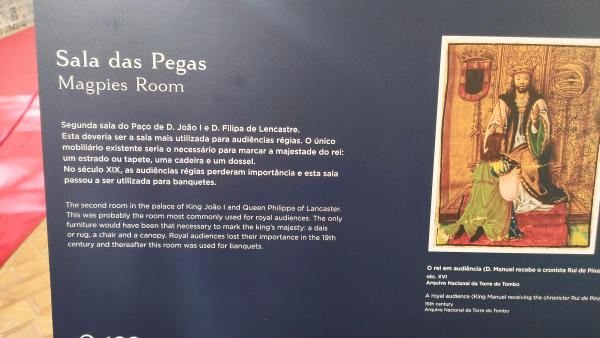 Sala das Pegas
Magpies Room
Segunda sala do Paço de D. João I e D. Filipa de Lencastre.
Esta deveria ser a sala mais utilizada para audiências régias. O único
mobiliário existente seria o necessário para marcar a majestade do rei:
um estrado ou tapete, uma cadeira e um dossel.
No século XIX, as audiências régias perderam importância e esta sala
passou a ser utilizada para banquetes.
The second room in the palace of King João I and Queen Philippa of Lancaster.
This was probably the room most commonly used for royal audiences. The only
furniture would have been that necessary to mark the king's majesty: a dais
or rug, a chair and a canopy. Royal audiences lost their importance in the 19th
century and thereafter this room was used for banquets.
O rei em audiência (D. Manuel recebe o cronista Rui de Pina
séc. XVI
Arquivo Nacional da Torre do Tombo
A royal audience (King Manuel receiving the chronicler Rui de Pina
16th century
Arquivo Nacional da Torre do Tombo